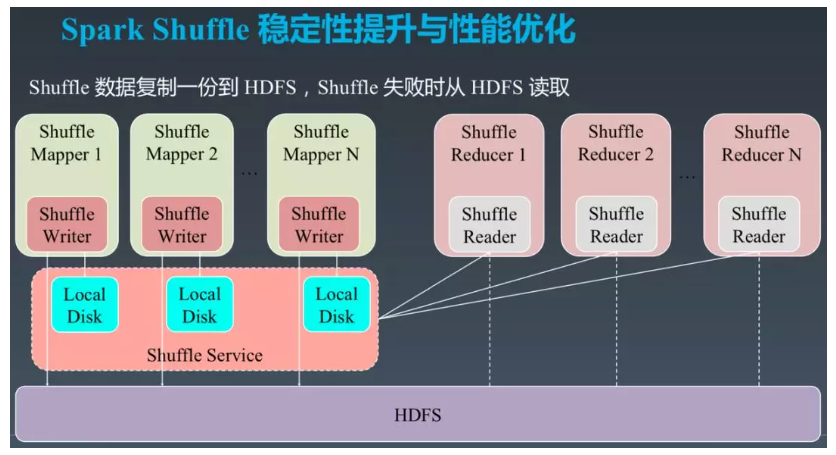 Spark Shuffle 稳定性提升与性能优化
Shuffle 数据复制一份到 HDFS，Shuffle 失败时从 HDFS 读取
Shuffle
Mapper 1
Shuffle
Mapper 2
...
Shuffle
Mapper N
Shuffle
Reducer 1
Shuffle
Reducer 2
...
Shuffle
Reducer N
Shuffle
Writer
Shuffle
Writer
Shuffle
Writer
Shuffle
Reader
Shuffle
Reader
Shuffle
Reader
Local
Disk
Local
Disk
Local
Disk
Shuffle Service
HDFS